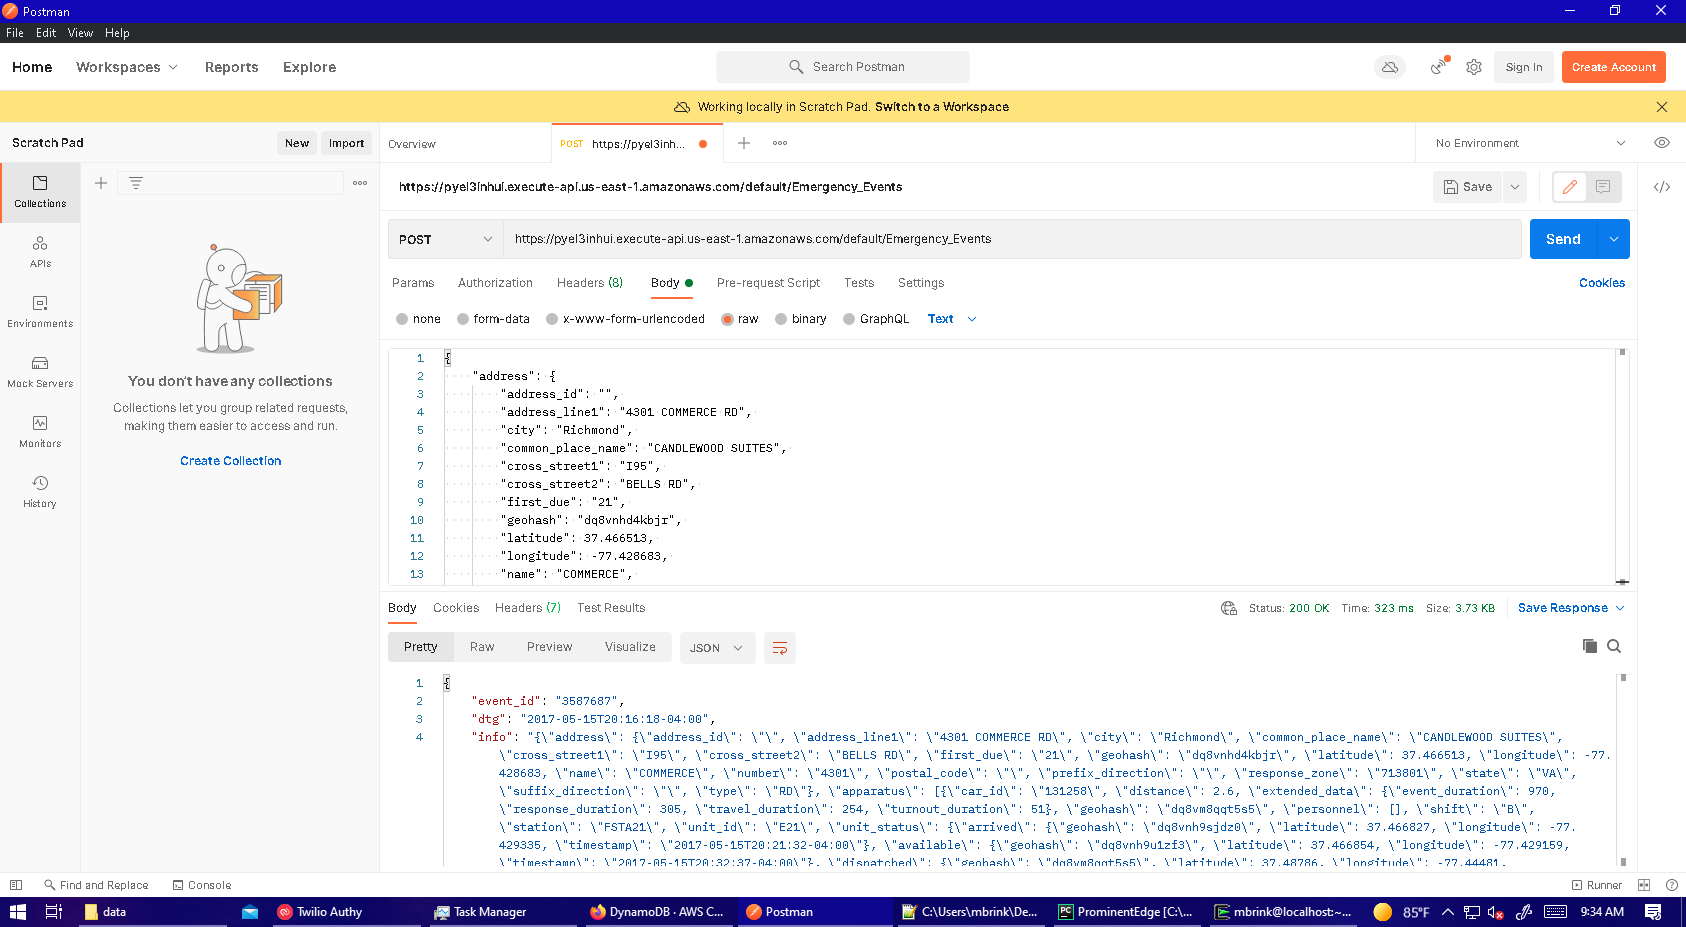 Postman
File Edit View Help
Home Workspaces Reports Explore Search Postman Sign In Create Account
Working locally in Scratch Pad. Switch to a Workspace
Scratch Pad New Import Overview POST https://pyel3inh... No Environment
https://pyel3inhui.execute-api.us-east-1.amazonaws.com/default/Emergency_Events Save
POST https://pyel3inhui.execute-api.us-east-1.amazonaws.com/default/Emergency_Events Send
Params Authorization Headers (8) Body Pre-request Script Tests Settings Cookies
none form-data x-www-form-urlencoded raw binary GraphQL Text
Collections
APIs
Environments
Mock Servers
Monitors
History
You don't have any collections
Collections let you group related requests,
making them easier to access and run.
Create Collection
1 {
2 "address": {
3 "address_id": "",
4 "address_line1": "4301 COMMERCE RD",
5 "city": "Richmond",
6 "common_place_name": "CANDLEWOOD SUITES",
7 "cross_street1": "I95",
8 "cross_street2": "BELLS RD",
9 "first_due": "21",
10 "geohash": "dq8vnhd4kbjr",
11 "latitude": 37.466513,
12 "longitude": -77.428683,
13 "name": "COMMERCE",
Body Cookies Headers (7) Test Results Status: 200 OK Time: 323 ms Size: 3.73 KB Save Response
Pretty Raw Preview Visualize JSON
1 {
2 "event_id": "3587687",
3 "dtg": "2017-05-15T20:16:18-04:00",
4 "info": "{\"address\": {\"address_id\": \"\", \"address_line1\": \"4301 COMMERCE RD\", \"city\": \"Richmond\", \"common_place_name\": \"CANDLEWOOD SUITES\",
\"cross_street1\": \"I95\", \"cross_street2\": \"BELLS RD\", \"first_due\": \"21\", \"geohash\": \"dq8vnhd4kbjr\", \"latitude\": 37.466513, \"longitude\": -77.
428683, \"name\": \"COMMERCE\", \"number\": \"4301\", \"postal_code\": \"\", \"prefix_direction\": \"\", \"response_zone\": \"713801\", \"state\": \"VA\",
\"suffix_direction\": \"\", \"type\": \"RD\"}, \"apparatus\": [{\"car_id\": \"131258\", \"distance\": 2.6, \"extended_data\": {\"event_duration\": 970,
\"response_duration\": 305, \"travel_duration\": 254, \"turnout_duration\": 51}, \"geohash\": \"dq8vm8qqt5s5\", \"personnel\": [], \"shift\": \"B\",
\"station\": \"FSTA21\", \"unit_id\": \"E21\", \"unit_status\": {\"arrived\": {\"geohash\": \"dq8vnh9sjdz0\", \"latitude\": 37.466827, \"longitude\": -77.
429335, \"timestamp\": \"2017-05-15T20:21:32-04:00\"}, \"available\": {\"geohash\": \"dq8vnh9u1zf3\", \"latitude\": 37.466854, \"longitude\": -77.429159,
\"timestamp\": \"2017-05-15T20:32:37-04:00\"}, \"dispatched\": {\"geohash\": \"dq8vm8qqt5s5\", \"latitude\": 37.48786, \"longitude\": -77.44481,
Find and Replace Console Runner
data Twilio Authy Task Manager DynamoDB - AWS C... Postman C:\Users\mbrink\De... ProminentEdge [C:\... mbrink@localhost:~... 85°F 9:34 AM